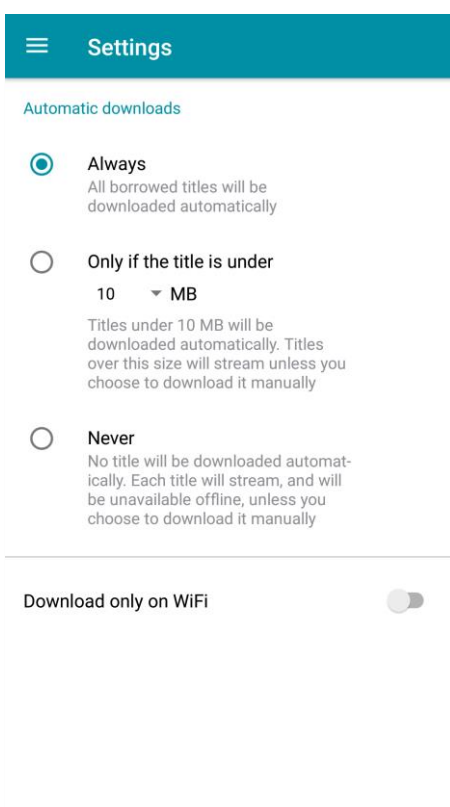 Settings
Automatic downloads
Always
All borrowed titles will be
downloaded automatically
Only if the title is under
10 MB
Titles under 10 MB will be
downloaded automatically. Titles
over this size will stream unless you
choose to download it manually
Never
No title will be downloaded automat-
ically. Each title will stream, and will
be unavailable offline, unless you
choose to download it manually
Download only on WiFi